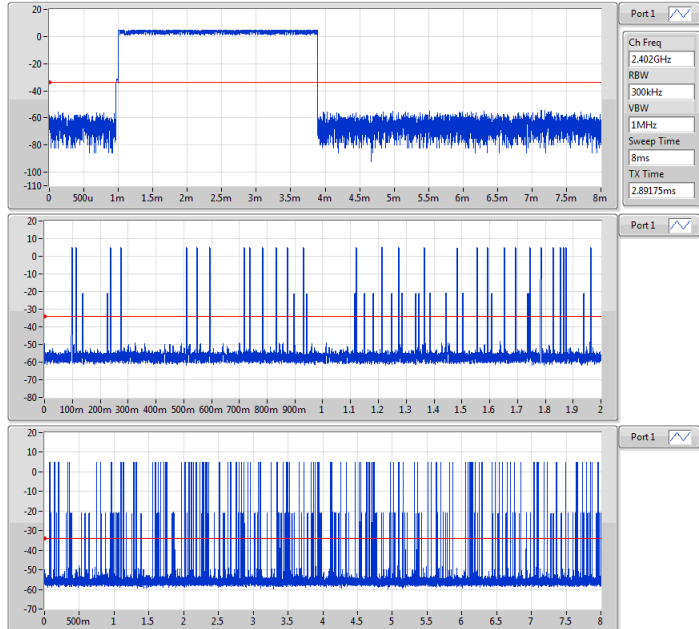 Port 1
20
0
-20
-40
-60
-80
-100
-110
0 500u 1m 1.5m 2m 2.5m 3m 3.5m 4m 4.5m 5m 5.5m 6m 6.5m 7m 7.5m 8m
Ch Freq
2.402GHz
RBW
300kHz
VBW
1MHz
Sweep Time
8ms
TX Time
2.89175ms
Port 1
20
10
0
-10
-20
-30
-40
-50
-60
-70
-80
0 100m 200m 300m 400m 500m 600m 700m 800m 900m 1 1.1 1.2 1.3 1.4 1.5 1.6 1.7 1.8 1.9 2
Port 1
20
10
0
-10
-20
-30
-40
-50
-60
-70
0 500m 1 1.5 2 2.5 3 3.5 4 4.5 5 5.5 6 6.5 7 7.5 8